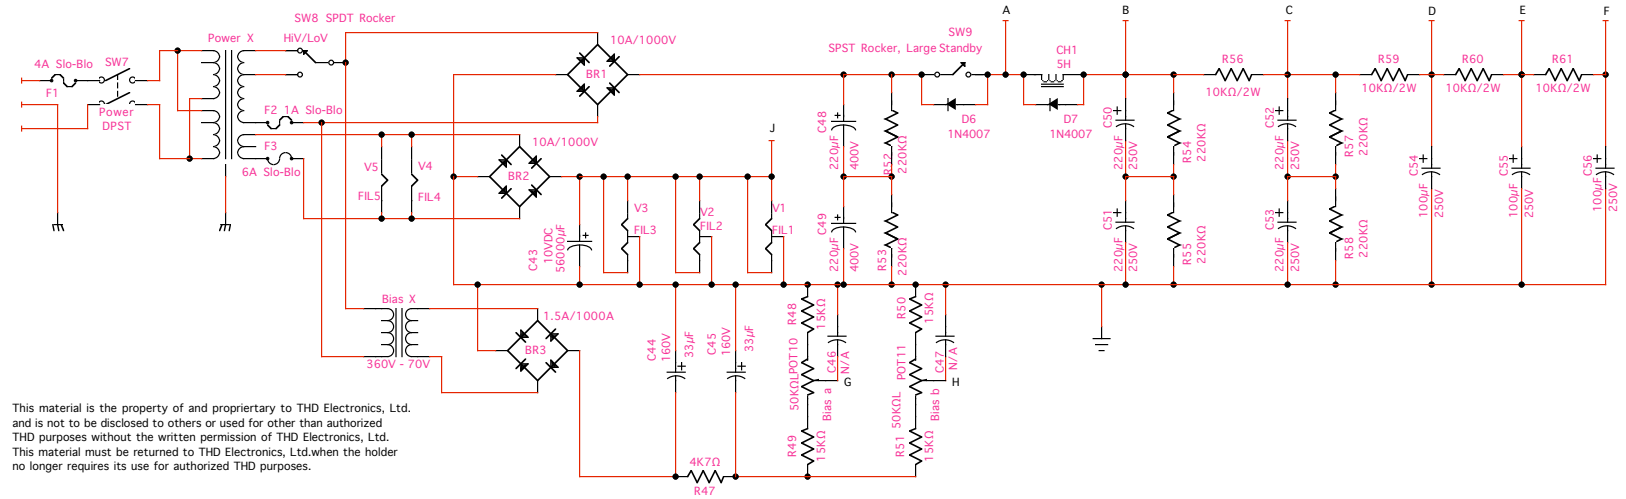 A
B
C
D
E
F
SW8 SPDT Rocker
HiV/LoV
Power X
4A Slo-Blo
F1
SW7
Power
DPST
F2 1A Slo-Blo
F3
6A Slo-Blo
10A/1000V
BR1
10A/1000V
BR2
V5
FIL5
V4
FIL4
J
V3
FIL3
V2
FIL2
V1
FIL1
C43
10VDC
56000µF
SW9
SPST Rocker, Large Standby
D6
1N4007
CH1
5H
D7
1N4007
C48
220µF
400V
R52
220KΩ
C49
220µF
400V
R53
220KΩ
C50
220µF
250V
R54
220KΩ
C51
220µF
250V
R55
220KΩ
R56
10KΩ/2W
C52
220µF
250V
R57
220KΩ
C53
220µF
250V
R58
220KΩ
R59
10KΩ/2W
R60
10KΩ/2W
R61
10KΩ/2W
C54
100µF
250V
C55
100µF
250V
C56
100µF
250V
Bias X
360V - 70V
1.5A/1000A
BR3
C44
160V
33µF
C45
160V
33µF
4K7Ω
R47
R48
15KΩ
POT10
50KΩL
Bias a
C46
N/A
G
R49
15KΩ
R50
15KΩ
POT11
50KΩL
Bias b
C47
N/A
H
R51
15KΩ
This material is the property of and propriertary to THD Electronics, Ltd.
and is not to be disclosed to others or used for other than authorized
THD purposes without the written permission of THD Electronics, Ltd.
This material must be returned to THD Electronics, Ltd.when the holder
no longer requires its use for authorized THD purposes.